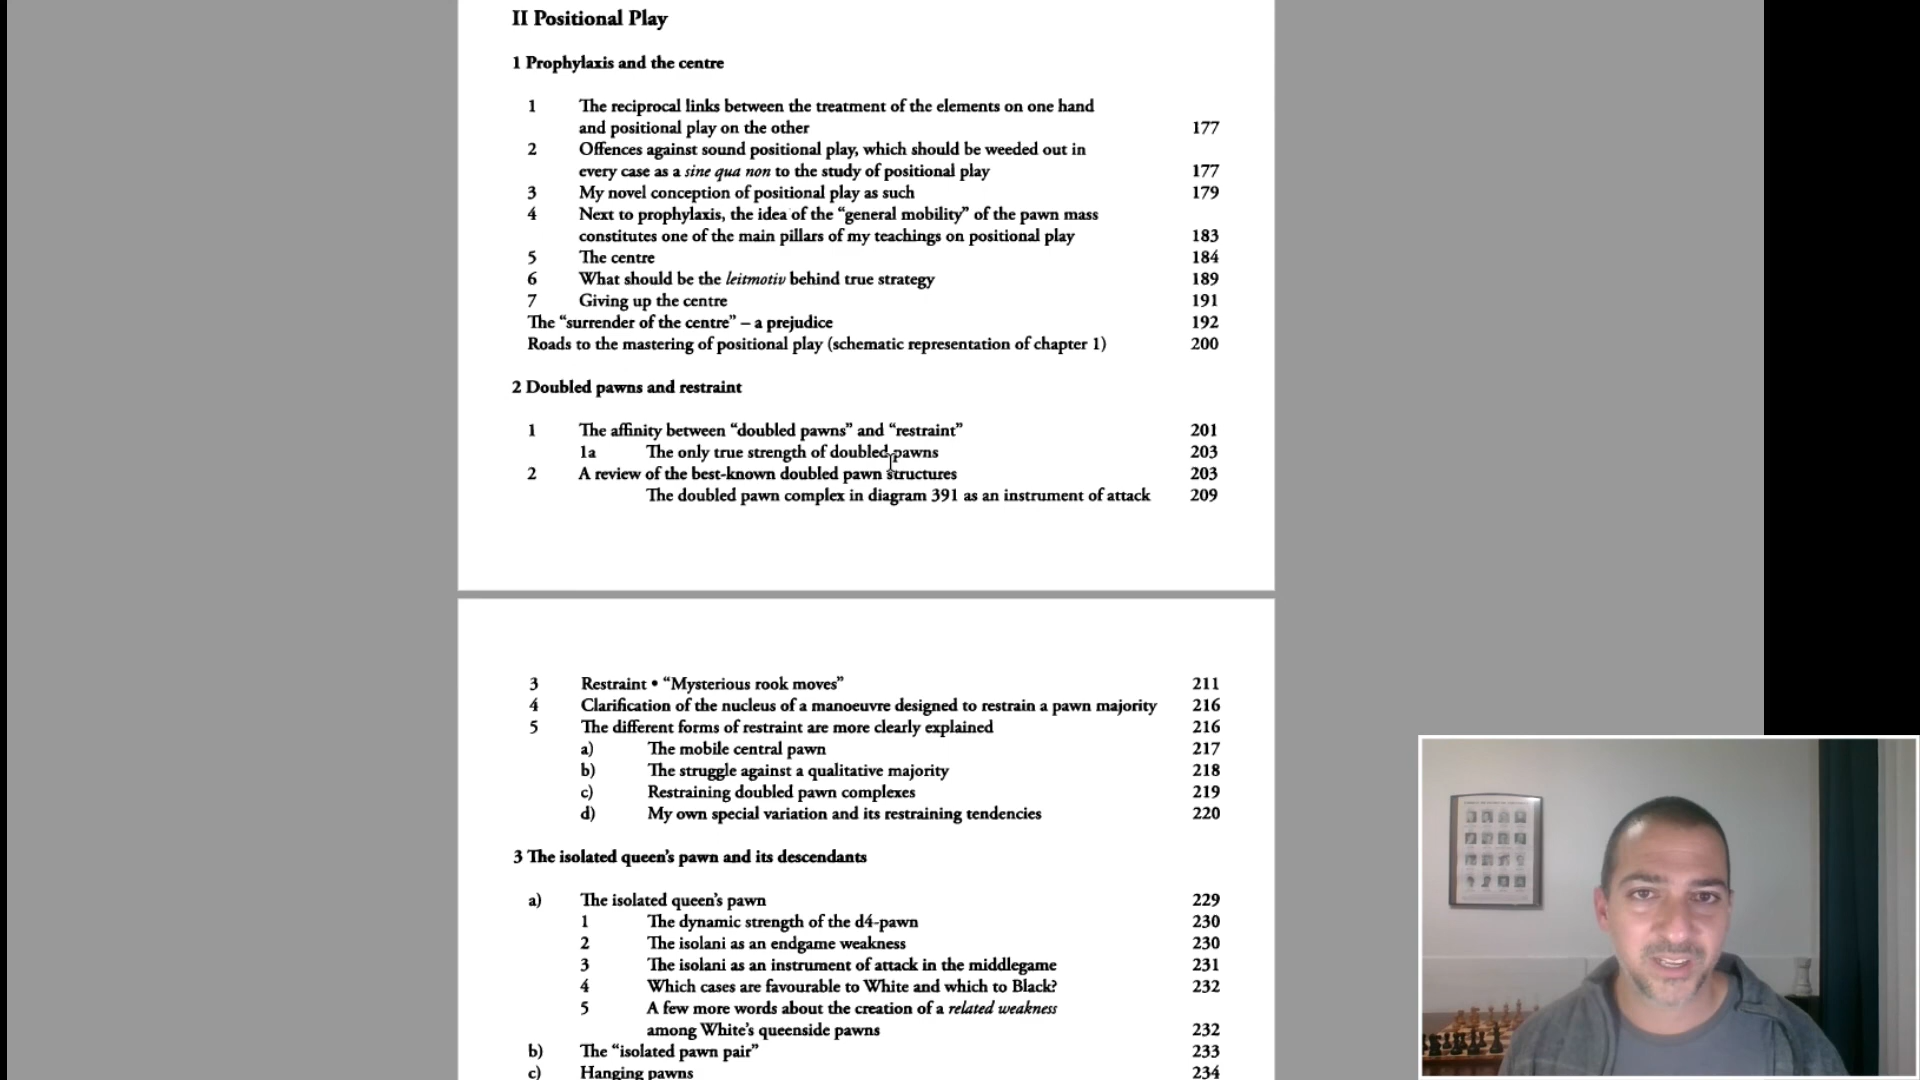 II Positional Play
1 Prophylaxis and the centre
1 The reciprocal links between the treatment of the elements on one hand
and positional play on the other 177
2 Offences against sound positional play, which should be weeded out in
every case as a sine qua non to the study of positional play 177
3 My novel conception of positional play as such 179
4 Next to prophylaxis, the idea of the “general mobility” of the pawn mass
constitutes one of the main pillars of my teachings on positional play 183
5 The centre 184
6 What should be the leitmotiv behind true strategy 189
7 Giving up the centre 191
The “surrender of the centre” – a prejudice 192
Roads to the mastering of positional play (schematic representation of chapter 1) 200
2 Doubled pawns and restraint
1 The affinity between “doubled pawns” and “restraint” 201
1a The only true strength of doubled pawns 203
2 A review of the best-known doubled pawn structures 203
The doubled pawn complex in diagram 391 as an instrument of attack 209
3 Restraint • “Mysterious rook moves” 211
4 Clarification of the nucleus of a manoeuvre designed to restrain a pawn majority 216
5 The different forms of restraint are more clearly explained 216
a) The mobile central pawn 217
b) The struggle against a qualitative majority 218
c) Restraining doubled pawn complexes 219
d) My own special variation and its restraining tendencies 220
3 The isolated queen’s pawn and its descendants
a) The isolated queen’s pawn 229
1 The dynamic strength of the d4-pawn 230
2 The isolani as an endgame weakness 230
3 The isolani as an instrument of attack in the middlegame 231
4 Which cases are favourable to White and which to Black? 232
5 A few more words about the creation of a related weakness
among White’s queenside pawns 232
b) The “isolated pawn pair” 233
c) Hanging pawns 234